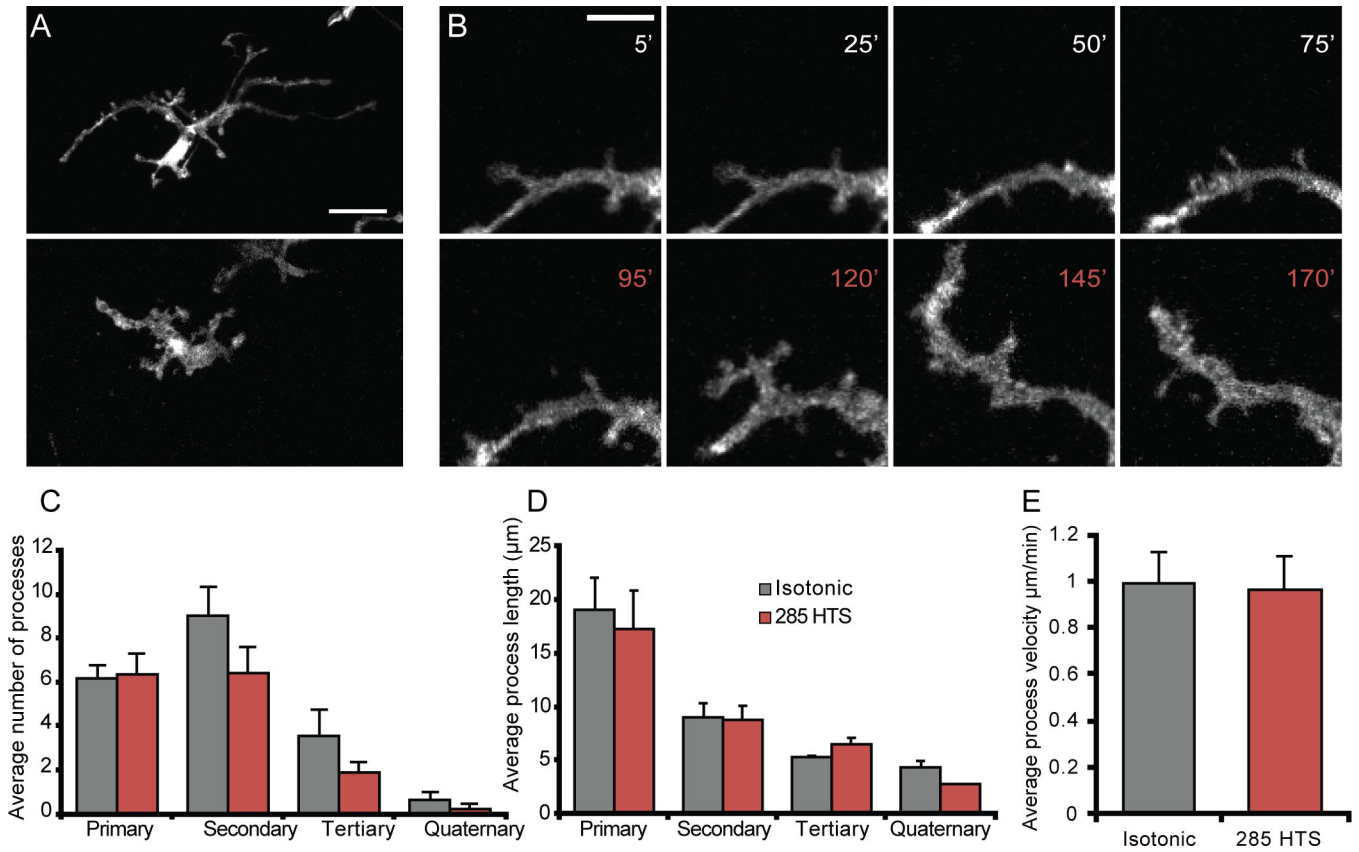 A
B
5’
25’
50’
75’
95’
120’
145’
170’
C
Average number of processes
12
10
8
6
4
2
0
Primary
Secondary
Tertiary
Quaternary
D
Average process length (µm)
25
20
15
10
5
0
Isotonic
285 HTS
Primary
Secondary
Tertiary
Quaternary
E
Average process velocity µm/min)
1.2
1
0.8
0.6
0.4
0.2
0
Isotonic
285 HTS